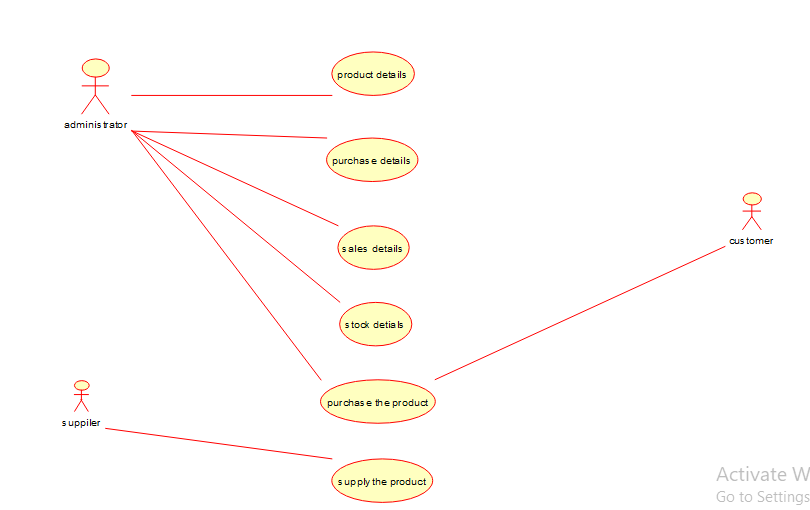 product details
administrator
purchase details
customer
sales details
stock detials
purchase the product
suppiler
supply the product
Activate W
Go to Settings